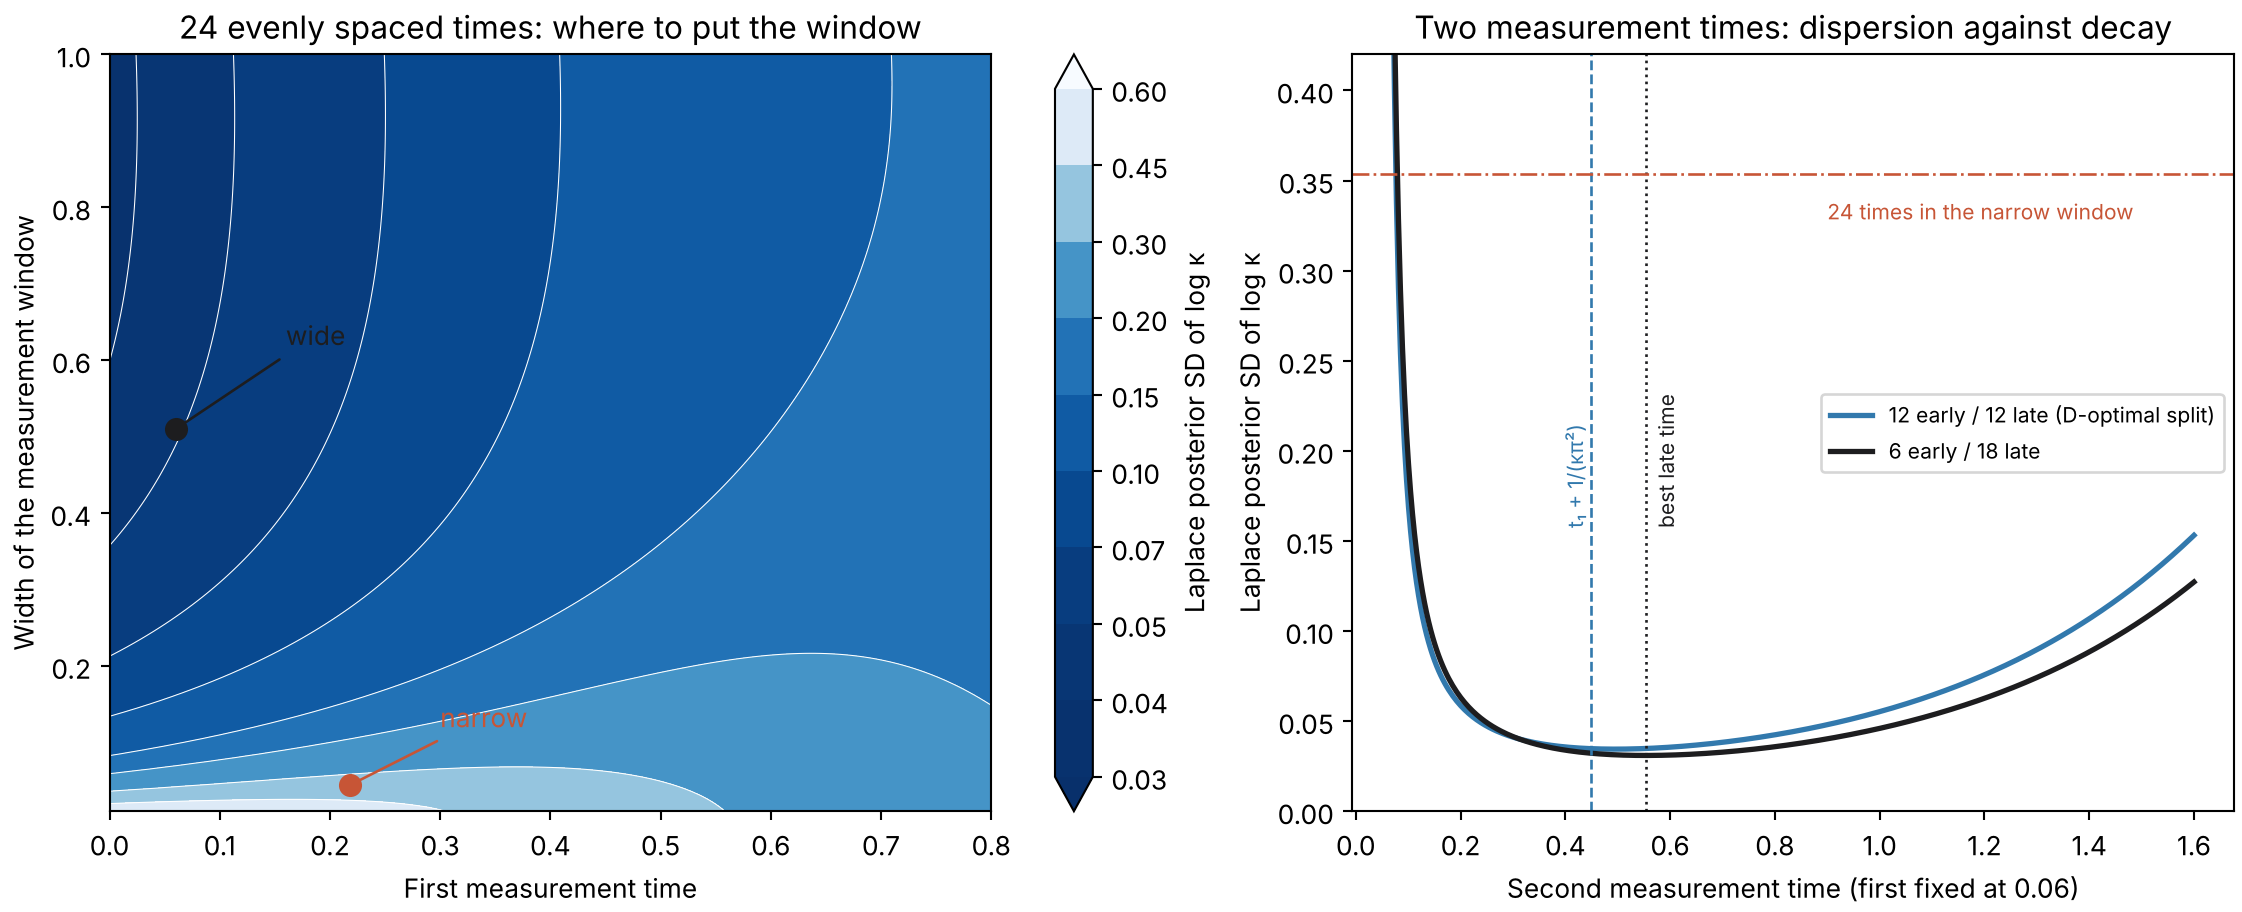 24 evenly spaced times: where to put the window
Width of the measurement window
1.0
0.8
0.6
0.4
0.2
wide
narrow
0.0 0.1 0.2 0.3 0.4 0.5 0.6 0.7 0.8
First measurement time
0.60
0.45
0.30
0.20
0.15
0.10
0.07
0.05
0.04
0.03
Laplace posterior SD of log κ
Two measurement times: dispersion against decay
Laplace posterior SD of log κ
0.40
0.35
0.30
0.25
0.20
0.15
0.10
0.05
0.00
24 times in the narrow window
t₁ + 1/(κπ²)
best late time
12 early / 12 late (D-optimal split)
6 early / 18 late
0.0 0.2 0.4 0.6 0.8 1.0 1.2 1.4 1.6
Second measurement time (first fixed at 0.06)